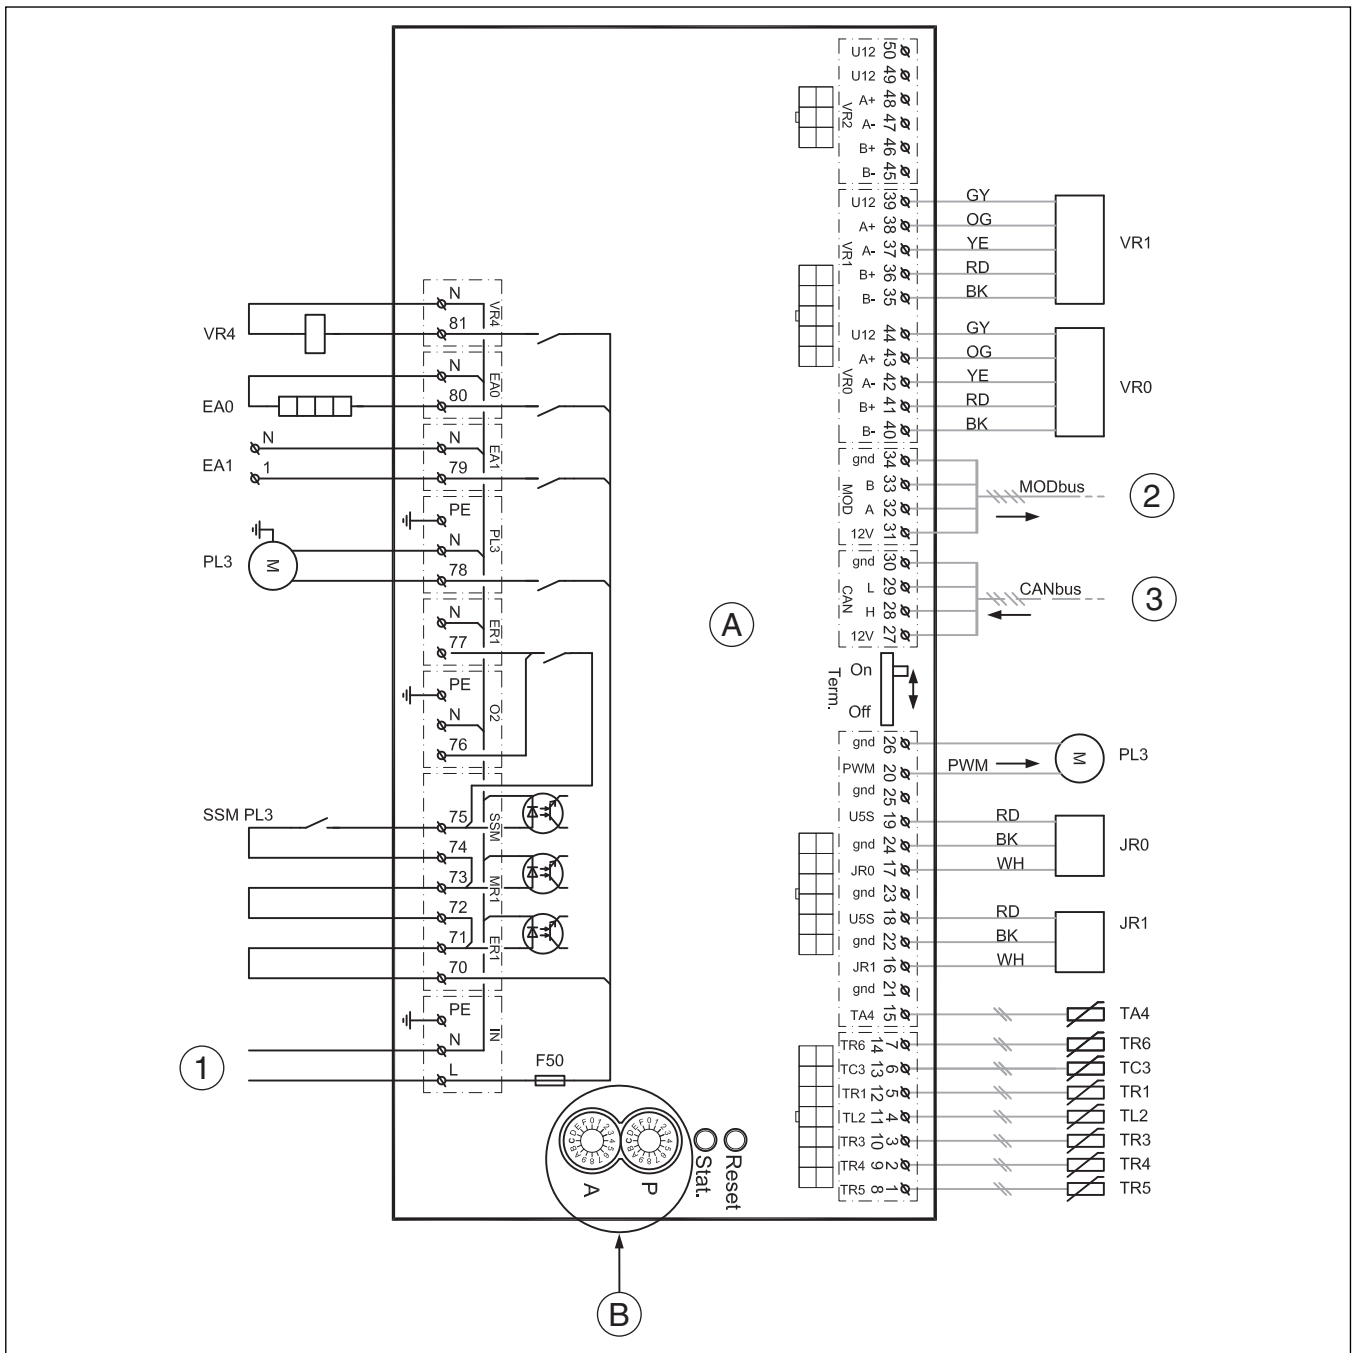 VR4
EA0
EA1
N
1
PL3
M
SSM PL3
1
N
81
VR4
N
80
EA0
N
79
EA1
PE
N
78
PL3
N
77
ER1
PE
N
76
O2
75
SSM
74
73
MR1
72
71
ER1
70
PE
N
L
IN
F50
A
A
P
Stat.
Reset
B
U12 50
U12 49
A+ 48
A- 47
B+ 46
B- 45
VR2
U12 39 GY
A+ 38 OG
A- 37 YE
B+ 36 RD
B- 35 BK
VR1
VR1
U12 44 GY
A+ 43 OG
A- 42 YE
B+ 41 RD
B- 40 BK
VR0
VR0
gnd 34
B 33
A 32
12V 31
MOD
MODbus
2
gnd 30
L 29
H 28
12V 27
CAN
CANbus
3
On
Term.
Off
gnd 26
PWM 20 PWM
M
PL3
gnd 25
U5S 19 RD
gnd 24 BK
JR0 17 WH
JR0
gnd 23
U5S 18 RD
gnd 22 BK
JR1 16 WH
JR1
gnd 21
TA4 15 TA4
TR6 14 7 TR6
TC3 13 6 TC3
TR1 12 5 TR1
TL2 11 4 TL2
TR3 10 3 TR3
TR4 9 2 TR4
TR5 8 1 TR5
0123456789ABCDEF
0123456789ABCDEF